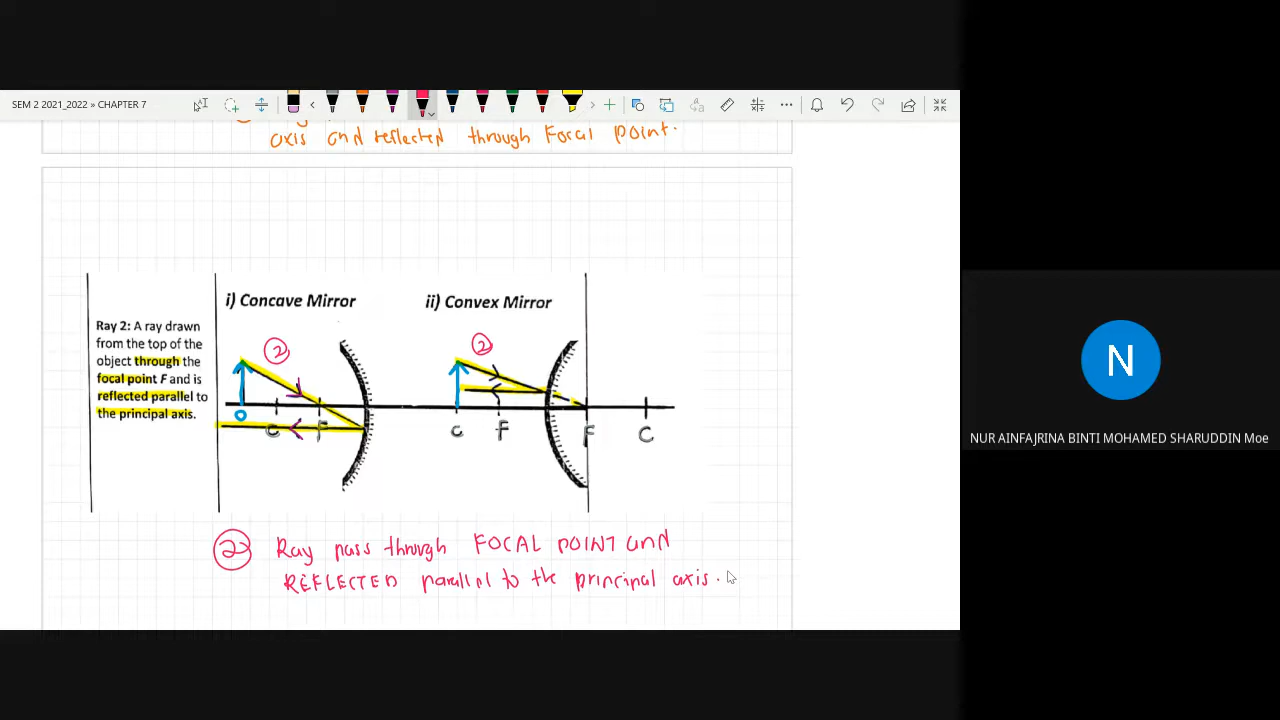 SEM 2 2021_2022 » CHAPTER 7
axis and reflected through Focal point.
i) Concave Mirror
ii) Convex Mirror
Ray 2: A ray drawn
from the top of the
object through the
focal point F and is
reflected parallel to
the principal axis.
2
2
O
C F
C F F C
2 Ray pass through FOCAL POINT and
REFLECTED parallel to the principal axis.
N
NUR AINFAJRINA BINTI MOHAMED SHARUDDIN Moe